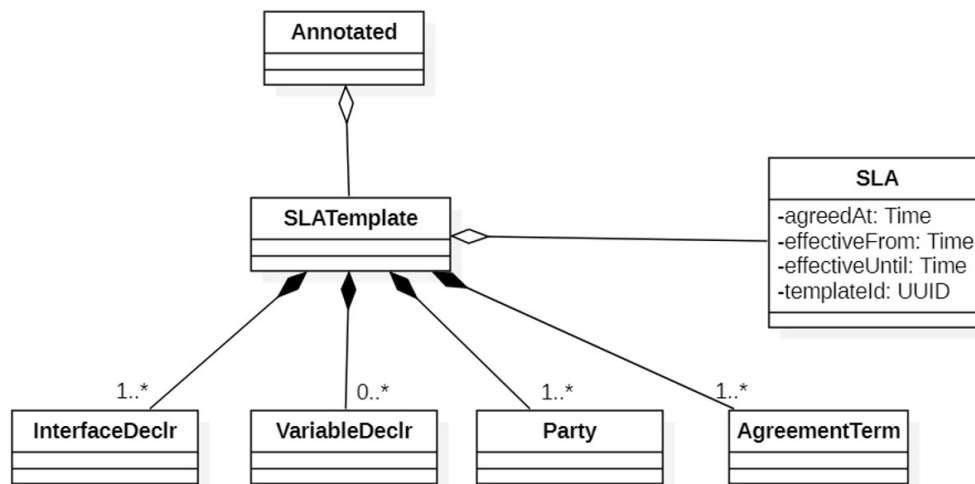 Annotated
SLATemplate
SLA
-agreedAt: Time
-effectiveFrom: Time
-effectiveUntil: Time
-templateId: UUID
1..*
0..*
1..*
1..*
InterfaceDeclr
VariableDeclr
Party
AgreementTerm